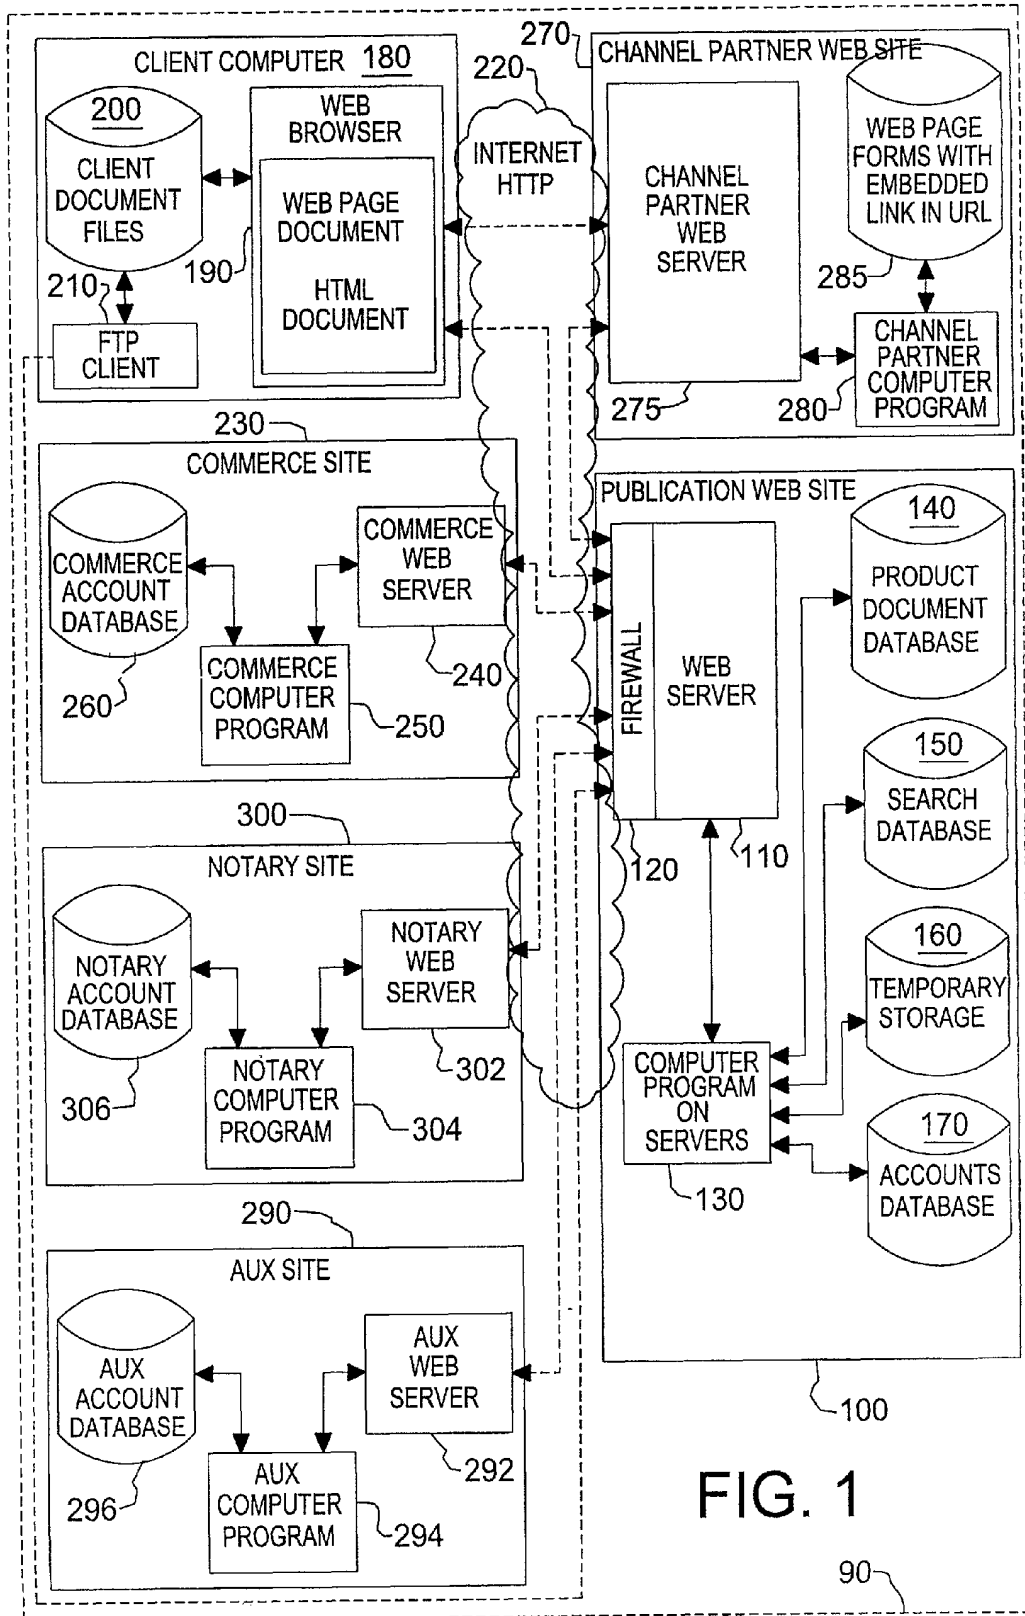 CLIENT COMPUTER 180
200
CLIENT
DOCUMENT
FILES
WEB
BROWSER
WEB PAGE
DOCUMENT
HTML
DOCUMENT
190
210
FTP
CLIENT
220
INTERNET
HTTP
270
CHANNEL PARTNER WEB SITE
CHANNEL
PARTNER
WEB
SERVER
WEB PAGE
FORMS WITH
EMBEDDED
LINK IN URL
285
275
280
CHANNEL
PARTNER
COMPUTER
PROGRAM
230
COMMERCE SITE
COMMERCE
ACCOUNT
DATABASE
260
COMMERCE
WEB
SERVER
240
COMMERCE
COMPUTER
PROGRAM
250
PUBLICATION WEB SITE
FIREWALL
WEB
SERVER
120
110
140
PRODUCT
DOCUMENT
DATABASE
150
SEARCH
DATABASE
160
TEMPORARY
STORAGE
170
ACCOUNTS
DATABASE
COMPUTER
PROGRAM
ON
SERVERS
130
100
300
NOTARY SITE
NOTARY
ACCOUNT
DATABASE
306
NOTARY
WEB
SERVER
302
NOTARY
COMPUTER
PROGRAM
304
290
AUX SITE
AUX
ACCOUNT
DATABASE
296
AUX
WEB
SERVER
292
AUX
COMPUTER
PROGRAM
294
FIG. 1
90